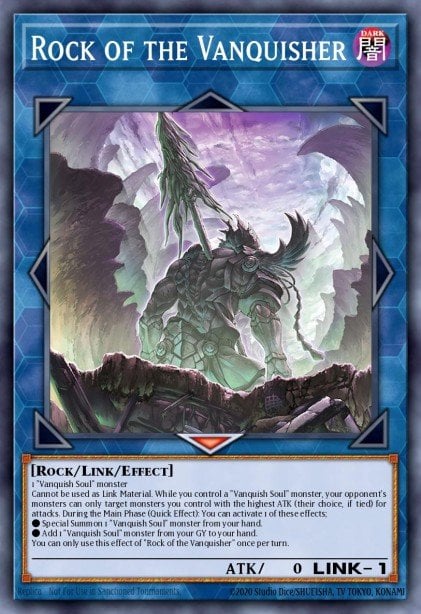 ROCK OF THE VANQUISHER
DARK
闇
[ROCK/LINK/EFFECT]
1 "Vanquish Soul" monster
Cannot be used as Link Material. While you control a "Vanquish Soul" monster, your opponent's
monsters can only target monsters you control with the highest ATK (their choice, if tied) for
attacks. During the Main Phase (Quick Effect): You can activate 1 of these effects;
● Special Summon 1 "Vanquish Soul" monster from your hand.
● Add 1 "Vanquish Soul" monster from your GY to your hand.
You can only use this effect of "Rock of the Vanquisher" once per turn.
ATK/ 0 LINK-1
Replica - Not For Use in Sanctioned Tornaments ©2020 Studio Dice/SHUEISHA, TV TOKYO, KONAMI